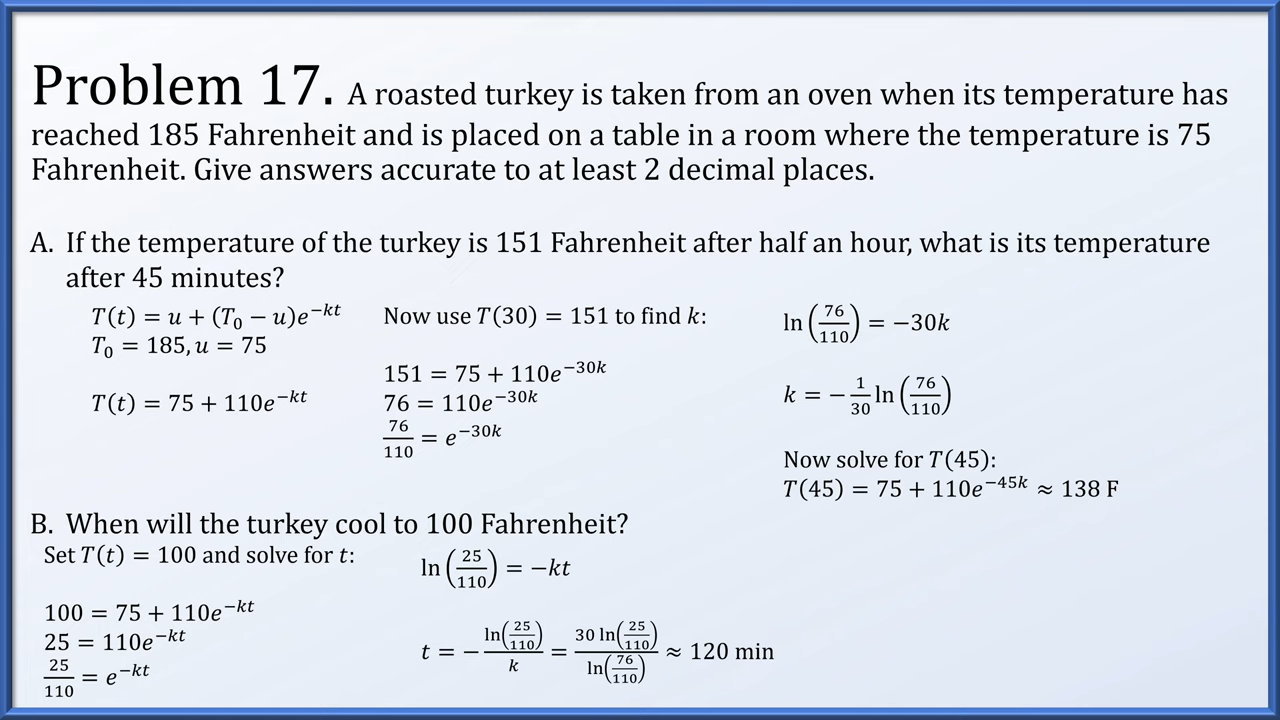 Problem 17. A roasted turkey is taken from an oven when its temperature has
reached 185 Fahrenheit and is placed on a table in a room where the temperature is 75
Fahrenheit. Give answers accurate to at least 2 decimal places.
A. If the temperature of the turkey is 151 Fahrenheit after half an hour, what is its temperature
after 45 minutes?
T(t) = u + (T₀ − u)e^{−kt}
T₀ = 185, u = 75
T(t) = 75 + 110e^{−kt}
Now use T(30) = 151 to find k:
151 = 75 + 110e^{−30k}
76 = 110e^{−30k}
76/110 = e^{−30k}
ln(76/110) = −30k
k = −1/30 ln(76/110)
Now solve for T(45):
T(45) = 75 + 110e^{−45k} ≈ 138 F
B. When will the turkey cool to 100 Fahrenheit?
Set T(t) = 100 and solve for t:
100 = 75 + 110e^{−kt}
25 = 110e^{−kt}
25/110 = e^{−kt}
ln(25/110) = −kt
t = −ln(25/110)/k = 30 ln(25/110)/ln(76/110) ≈ 120 min